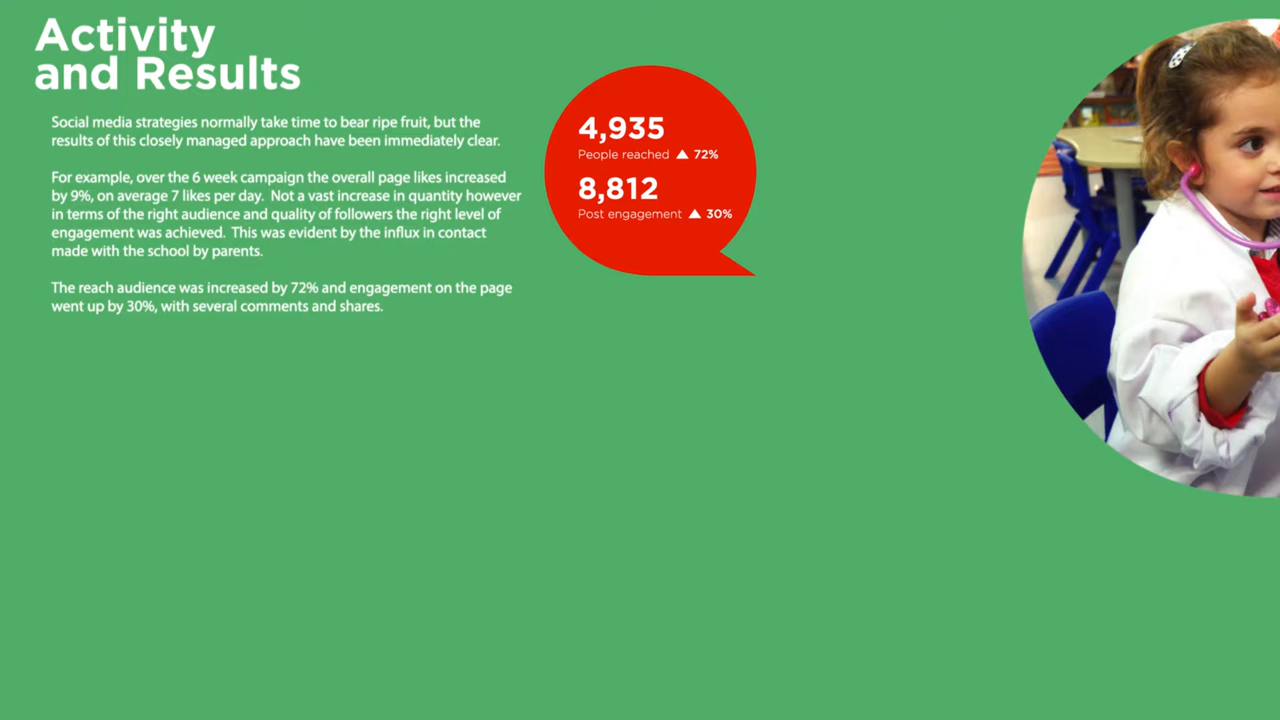 Activity
and Results
Social media strategies normally take time to bear ripe fruit, but the
results of this closely managed approach have been immediately clear.
For example, over the 6 week campaign the overall page likes increased
by 9%, on average 7 likes per day. Not a vast increase in quantity however
in terms of the right audience and quality of followers the right level of
engagement was achieved. This was evident by the influx in contact
made with the school by parents.
The reach audience was increased by 72% and engagement on the page
went up by 30%, with several comments and shares.
4,935
People reached ▲ 72%
8,812
Post engagement ▲ 30%